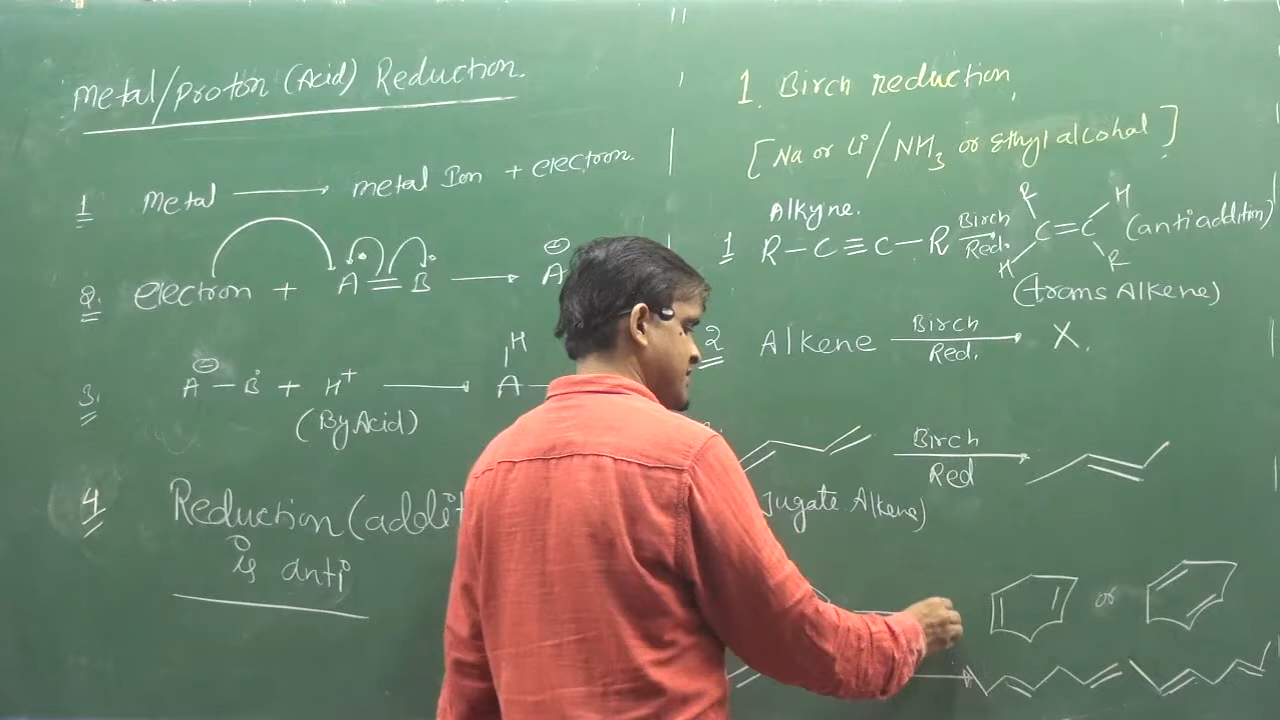 Metal/Proton (Acid) Reduction.
1 Metal ⟶ metal Ion + electron.
2. electron + A = B ⟶ ⊖ A
3. ⊖ A – Ḃ + H⁺ ⟶ H A –
(By Acid)
4 Reduction (addit
is anti
1. Birch reduction,
[Na or Li/NH₃ or Ethyl alcohal]
Alkyne.
1 R – C ≡ C – R Birch Red. R H C = C H R (anti addition)
(trams Alkene)
2 Alkene Birch Red. ⟶ X.
Birch Red ⟶
jugate Alkene)
or